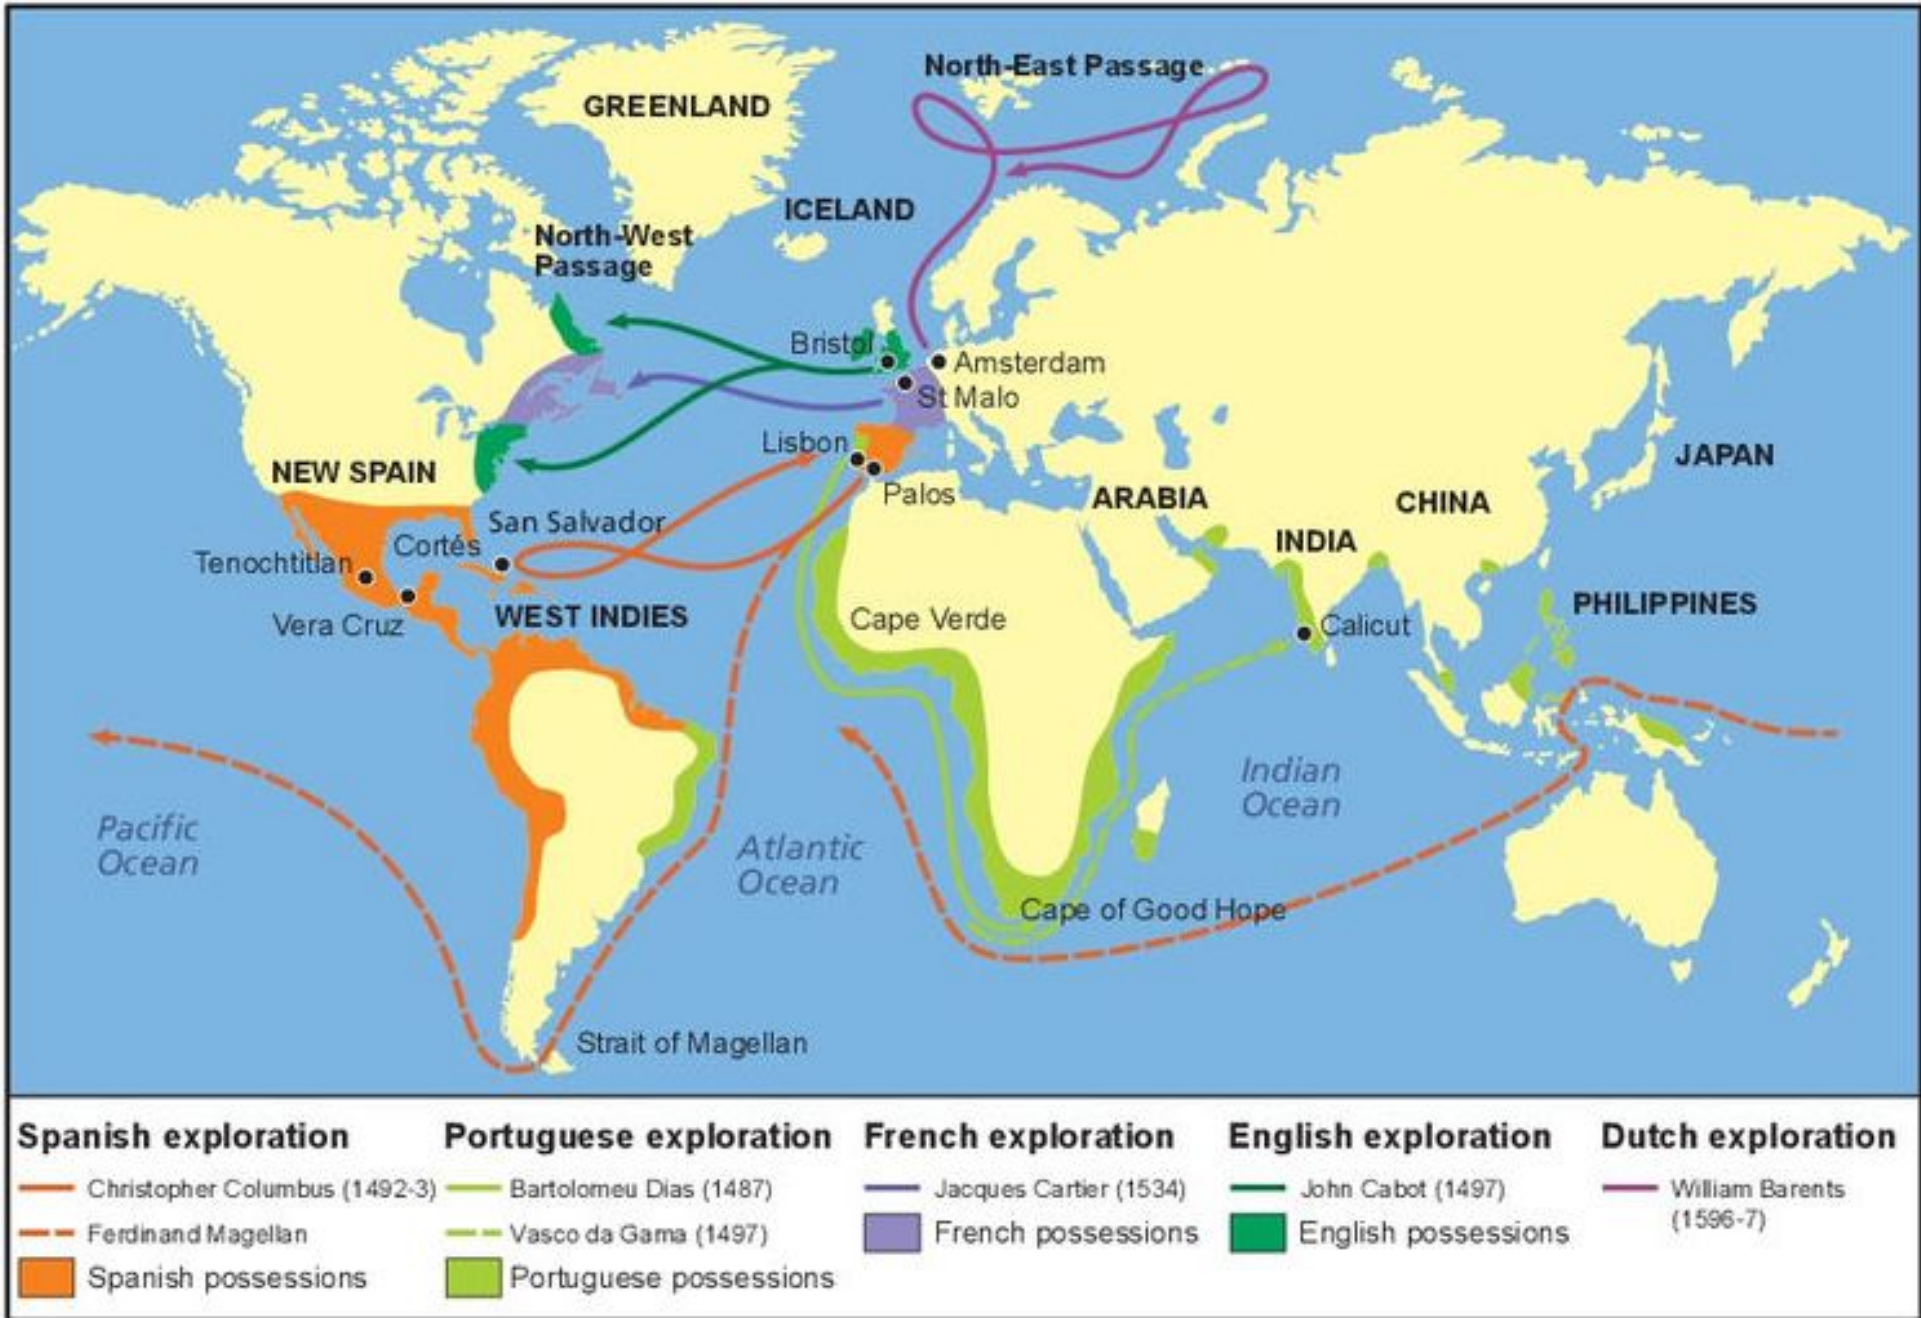 North-East Passage
GREENLAND
ICELAND
North-West
Passage
Bristol
Amsterdam
St Malo
Lisbon
Palos
NEW SPAIN
JAPAN
ARABIA
CHINA
San Salvador
Cortés
INDIA
Tenochtitlan
PHILIPPINES
Vera Cruz
WEST INDIES
Cape Verde
Calicut
Indian
Ocean
Pacific
Ocean
Atlantic
Ocean
Cape of Good Hope
Strait of Magellan
Spanish exploration
Christopher Columbus (1492-3)
Ferdinand Magellan
Spanish possessions
Portuguese exploration
Bartolomeu Dias (1487)
Vasco da Gama (1497)
Portuguese possessions
French exploration
Jacques Cartier (1534)
French possessions
English exploration
John Cabot (1497)
English possessions
Dutch exploration
William Barents
(1596-7)